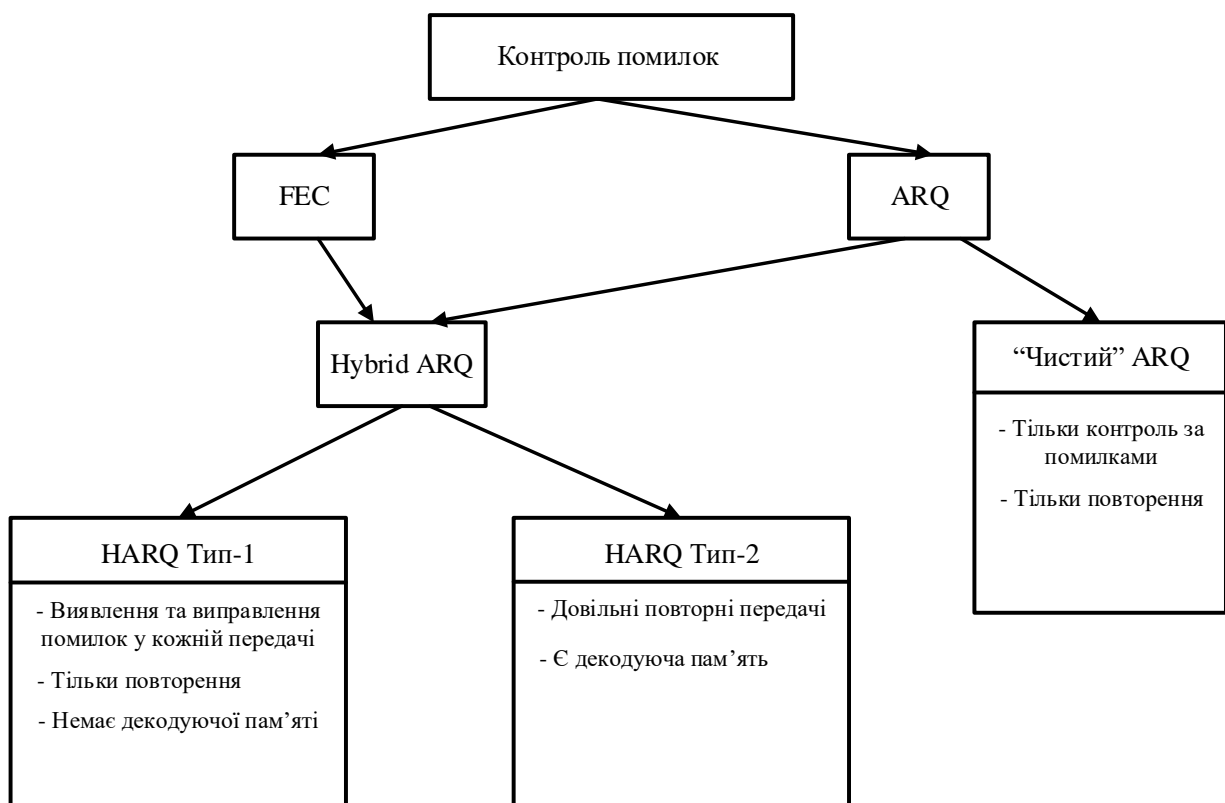 Контроль помилок
FEC
ARQ
Hybrid ARQ
“Чистий” ARQ
- Тільки контроль за
помилками
- Тільки повторення
HARQ Тип-1
- Виявлення та виправлення
помилок у кожній передачі
- Тільки повторення
- Немає декодуючої пам’яті
HARQ Тип-2
- Довільні повторні передачі
- Є декодуюча пам’ять